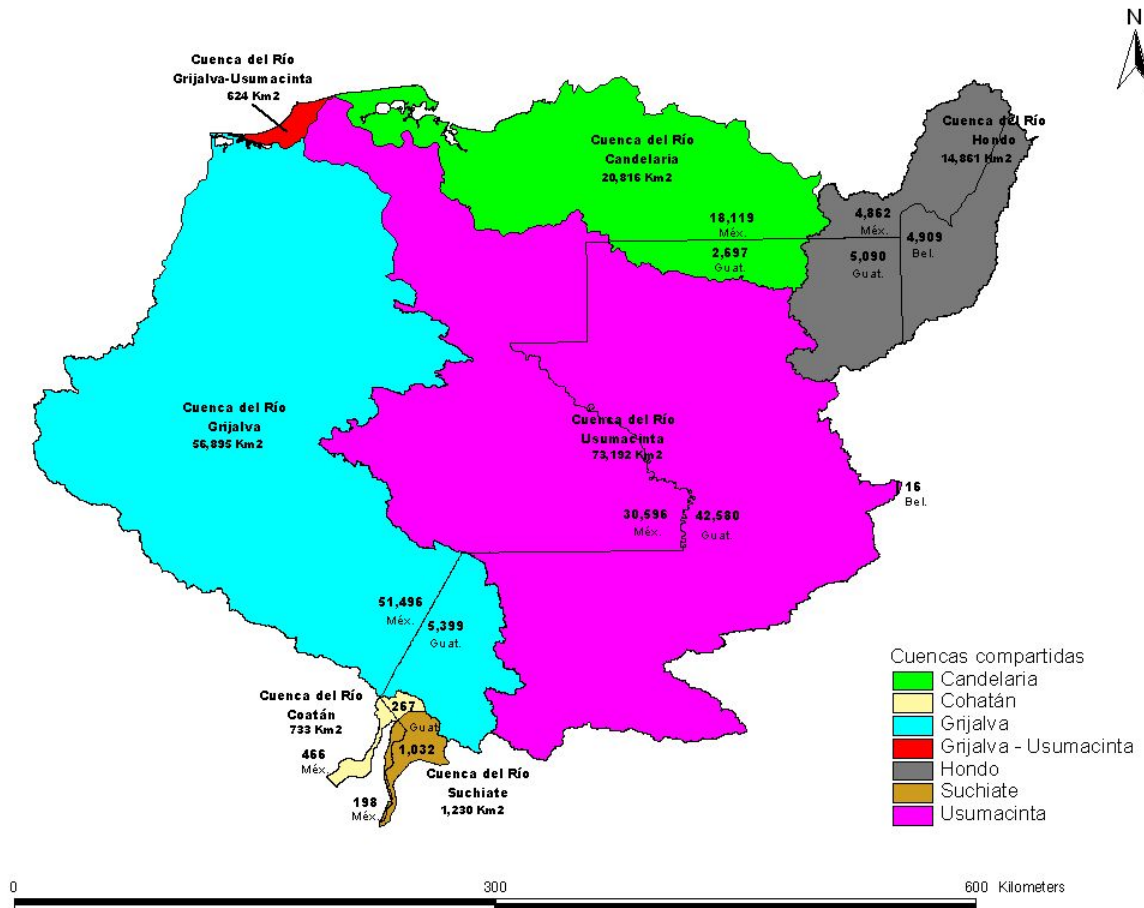 N
Cuenca del Río
Grijalva-Usumacinta
624 Km2
Cuenca del Río
Candelaria
20,816 Km2
Cuenca del Río
Hondo
14,861 Km2
18,119
Méx.
2,697
Guat.
4,862
Méx.
5,090
Guat.
4,909
Bel.
Cuenca del Río
Grijalva
56,895 Km2
Cuenca del Río
Usumacinta
73,192 Km2
16
Bel.
30,596
Méx.
42,580
Guat.
51,496
Méx.
5,399
Guat.
Cuenca del Río
Coatán
733 Km2
267
Guat.
466
Méx.
1,032
198
Méx.
Cuenca del Río
Suchiate
1,230 Km2
Cuencas compartidas
Candelaria
Cohatán
Grijalva
Grijalva - Usumacinta
Hondo
Suchiate
Usumacinta
0 300 600 Kilometers